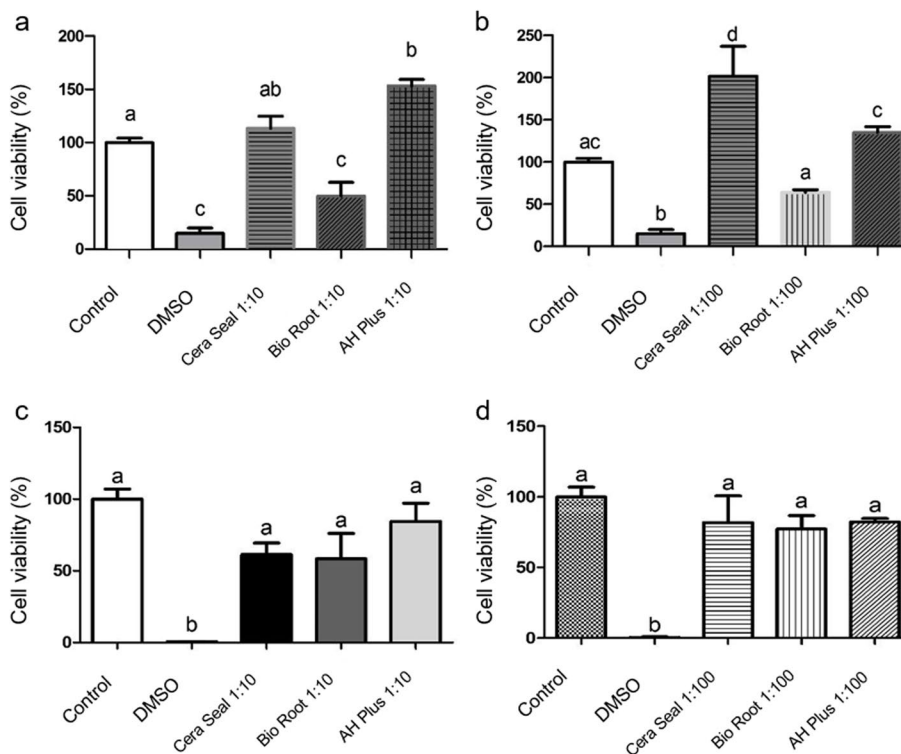 a
Cell viability (%)
200
150
100
50
0
a
c
ab
c
b
Control
DMSO
Cera Seal 1:10
Bio Root 1:10
AH Plus 1:10
b
Cell viability (%)
250
200
150
100
50
0
ac
b
d
a
c
Control
DMSO
Cera Seal 1:100
Bio Root 1:100
AH Plus 1:100
c
Cell viability (%)
150
100
50
0
a
b
a
a
a
Control
DMSO
Cera Seal 1:10
Bio Root 1:10
AH Plus 1:10
d
Cell viability (%)
150
100
50
0
a
b
a
a
a
Control
DMSO
Cera Seal 1:100
Bio Root 1:100
AH Plus 1:100